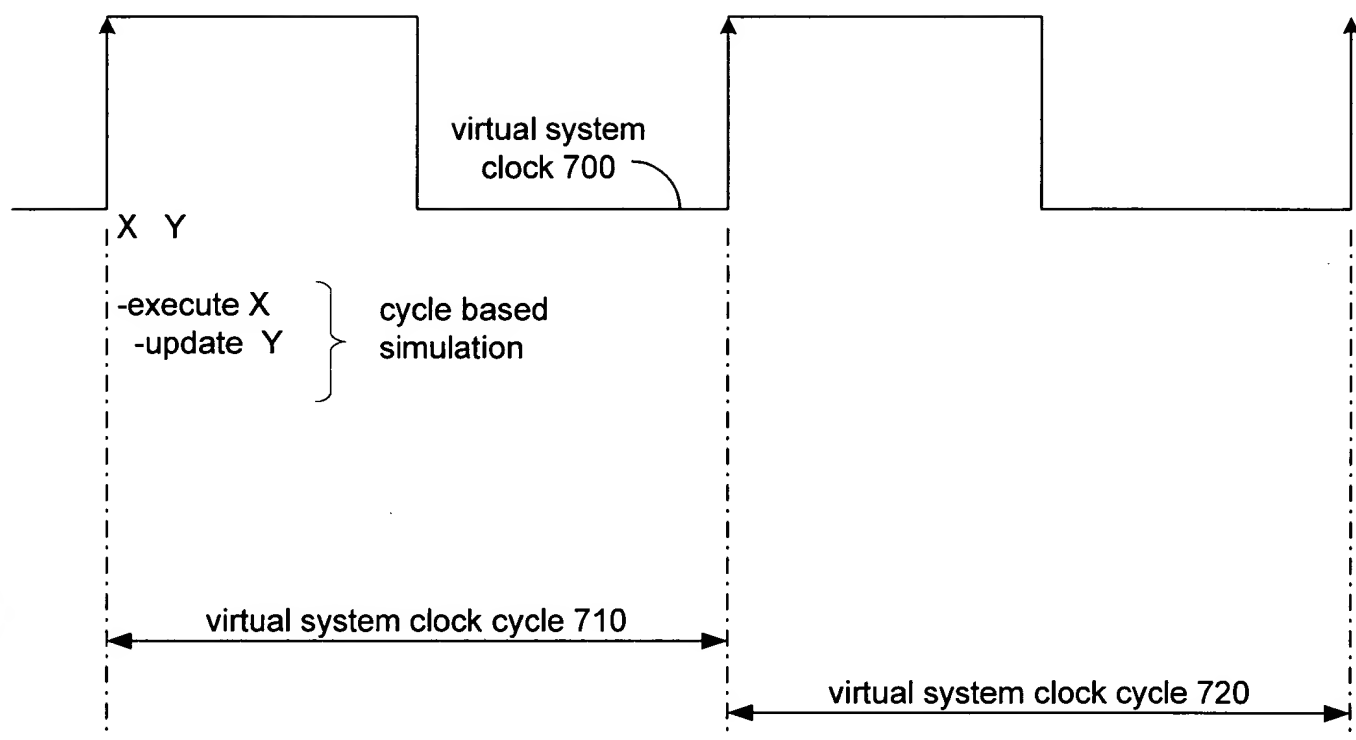 virtual system
clock 700
X Y
-execute X
-update Y
cycle based
simulation
virtual system clock cycle 710
virtual system clock cycle 720